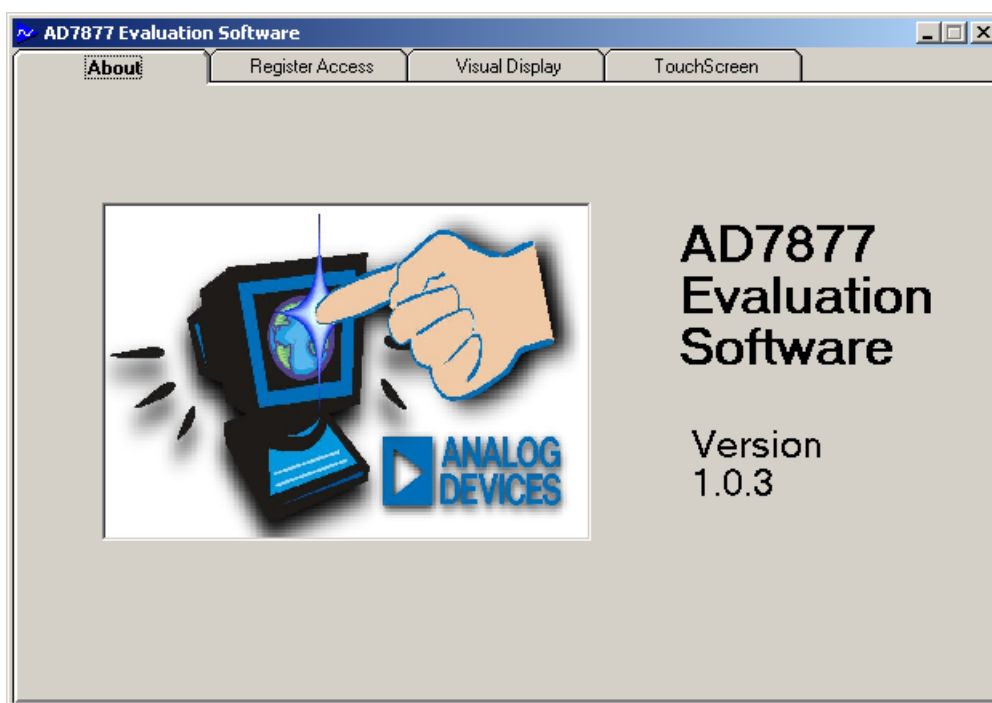 AD7877 Evaluation Software
About
Register Access
Visual Display
TouchScreen
ANALOG
DEVICES
AD7877
Evaluation
Software
Version
1.0.3